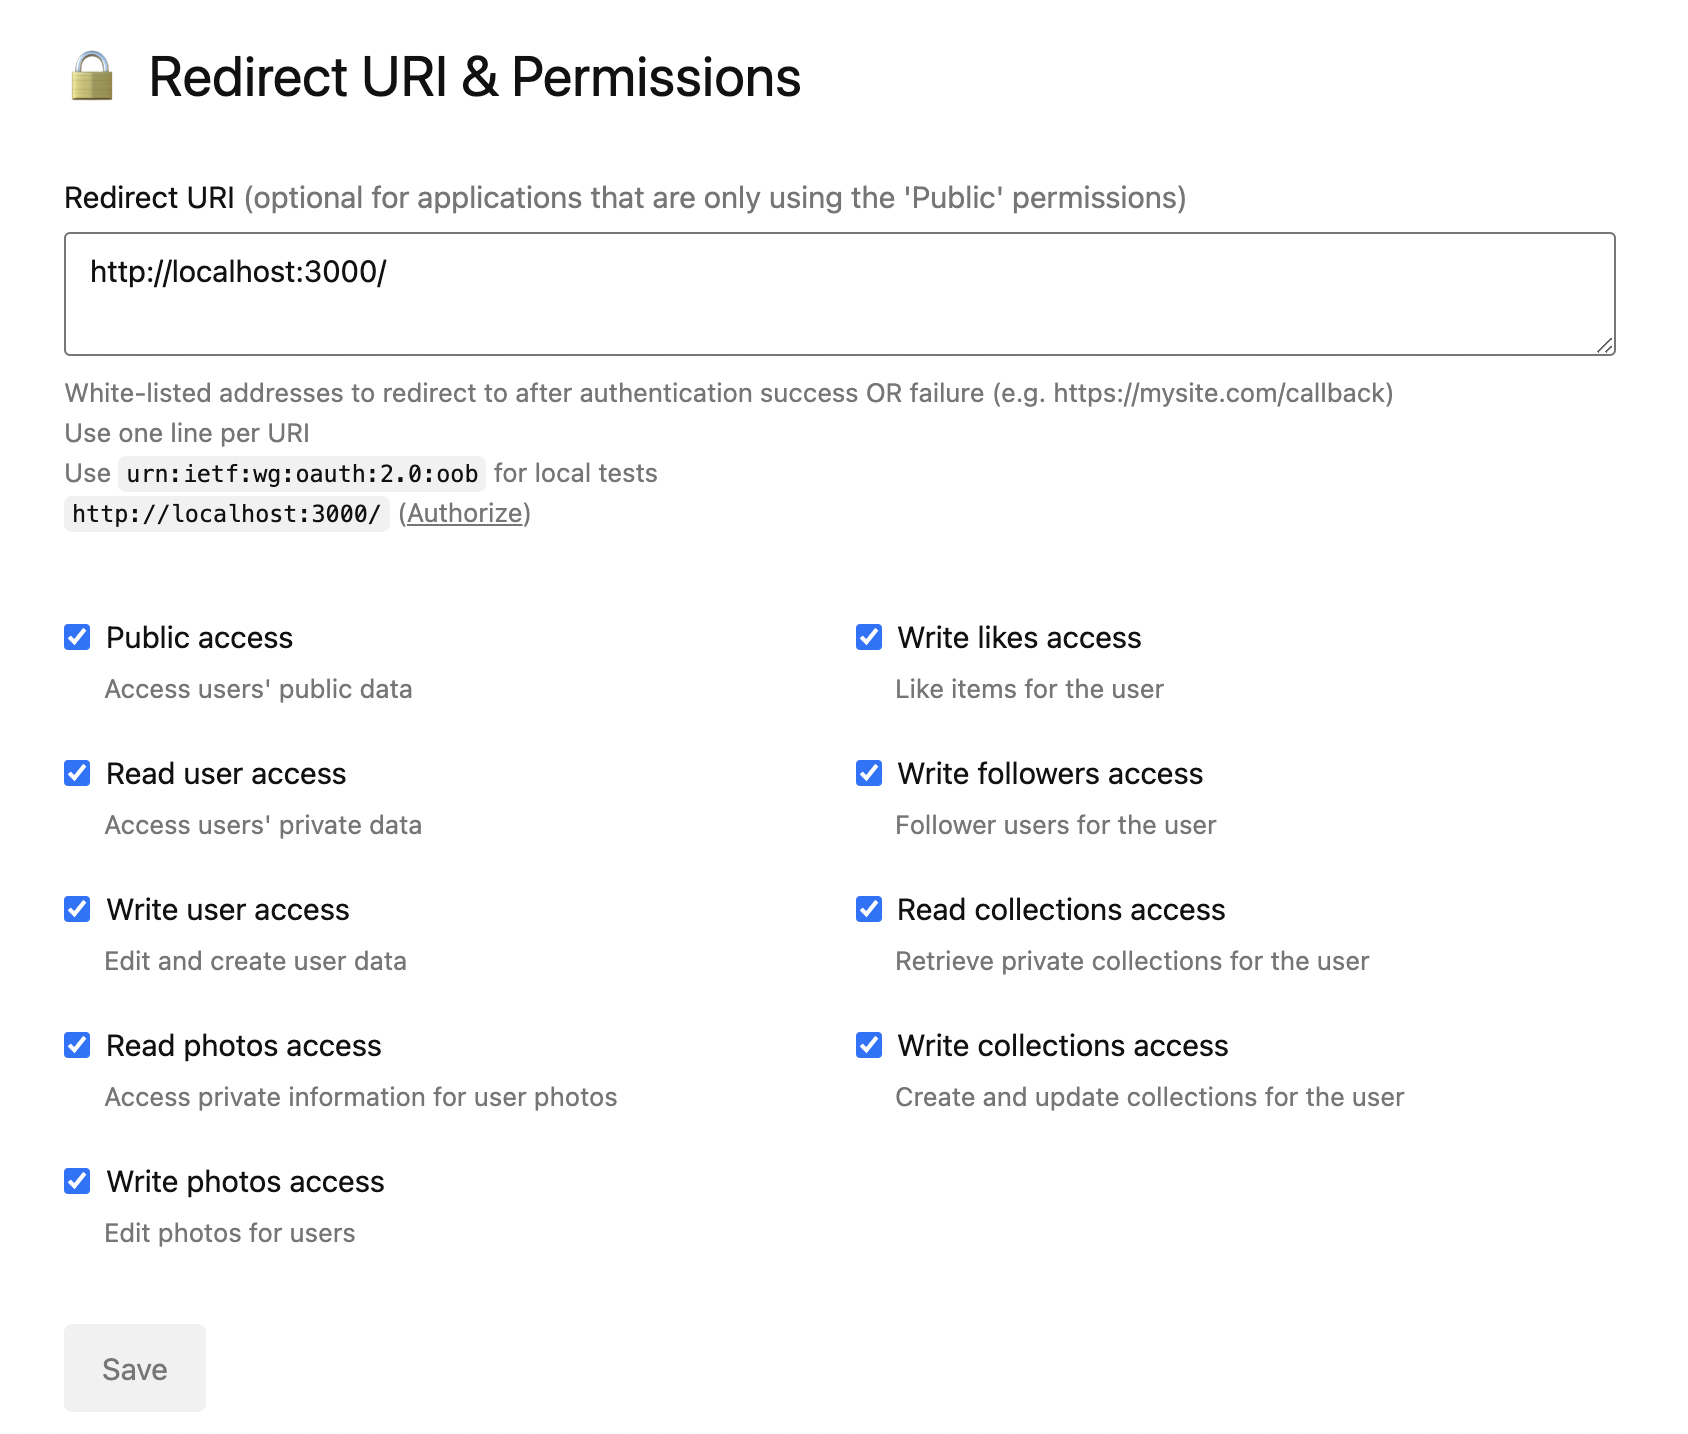 Redirect URI & Permissions
Redirect URI (optional for applications that are only using the 'Public' permissions)
http://localhost:3000/
White-listed addresses to redirect to after authentication success OR failure (e.g. https://mysite.com/callback)
Use one line per URI
Use urn:ietf:wg:oauth:2.0:oob for local tests
http://localhost:3000/ (Authorize)
Public access
Access users' public data
Read user access
Access users' private data
Write user access
Edit and create user data
Read photos access
Access private information for user photos
Write photos access
Edit photos for users
Write likes access
Like items for the user
Write followers access
Follower users for the user
Read collections access
Retrieve private collections for the user
Write collections access
Create and update collections for the user
Save